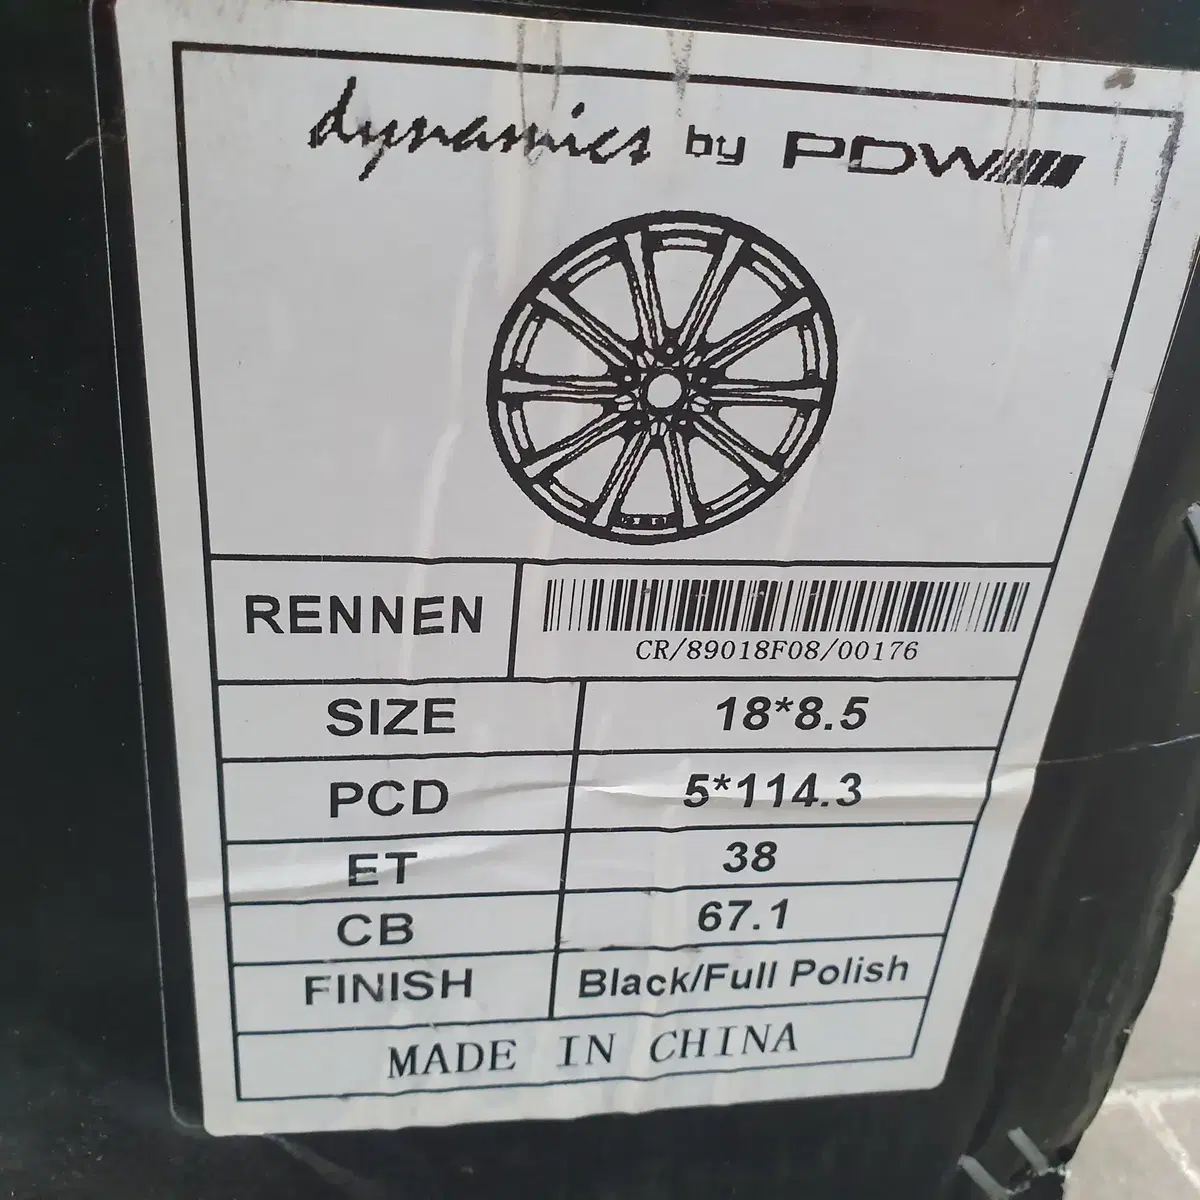 dynamics by PDW
RENNEN
CR/89018F08/00176
SIZE 18*8.5
PCD 5*114.3
ET 38
CB 67.1
FINISH Black/Full Polish
MADE IN CHINA